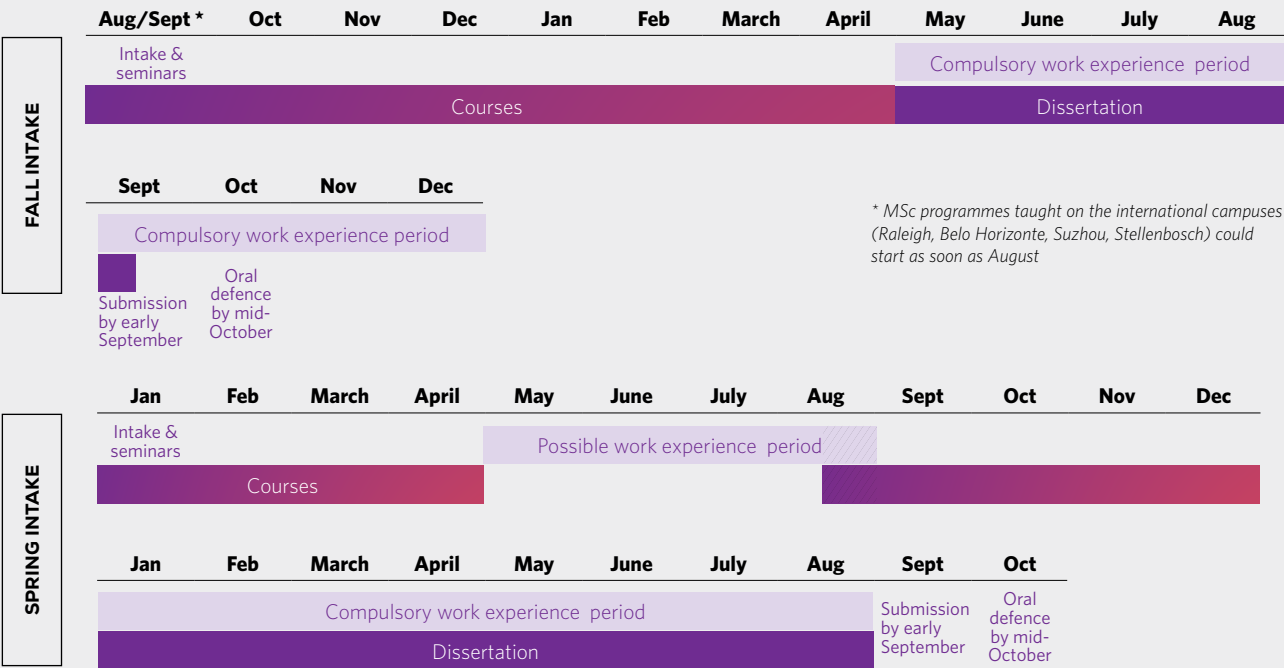 FALL INTAKE
Aug/Sept * Oct Nov Dec Jan Feb March April May June July Aug
Intake &
seminars
Compulsory work experience period
Courses
Dissertation
Sept Oct Nov Dec
Compulsory work experience period
Submission
by early
September
Oral
defence
by mid-
October
* MSc programmes taught on the international campuses
(Raleigh, Belo Horizonte, Suzhou, Stellenbosch) could
start as soon as August
SPRING INTAKE
Jan Feb March April May June July Aug Sept Oct Nov Dec
Intake &
seminars
Possible work experience period
Courses
Jan Feb March April May June July Aug Sept Oct
Compulsory work experience period
Dissertation
Submission
by early
September
Oral
defence
by mid-
October